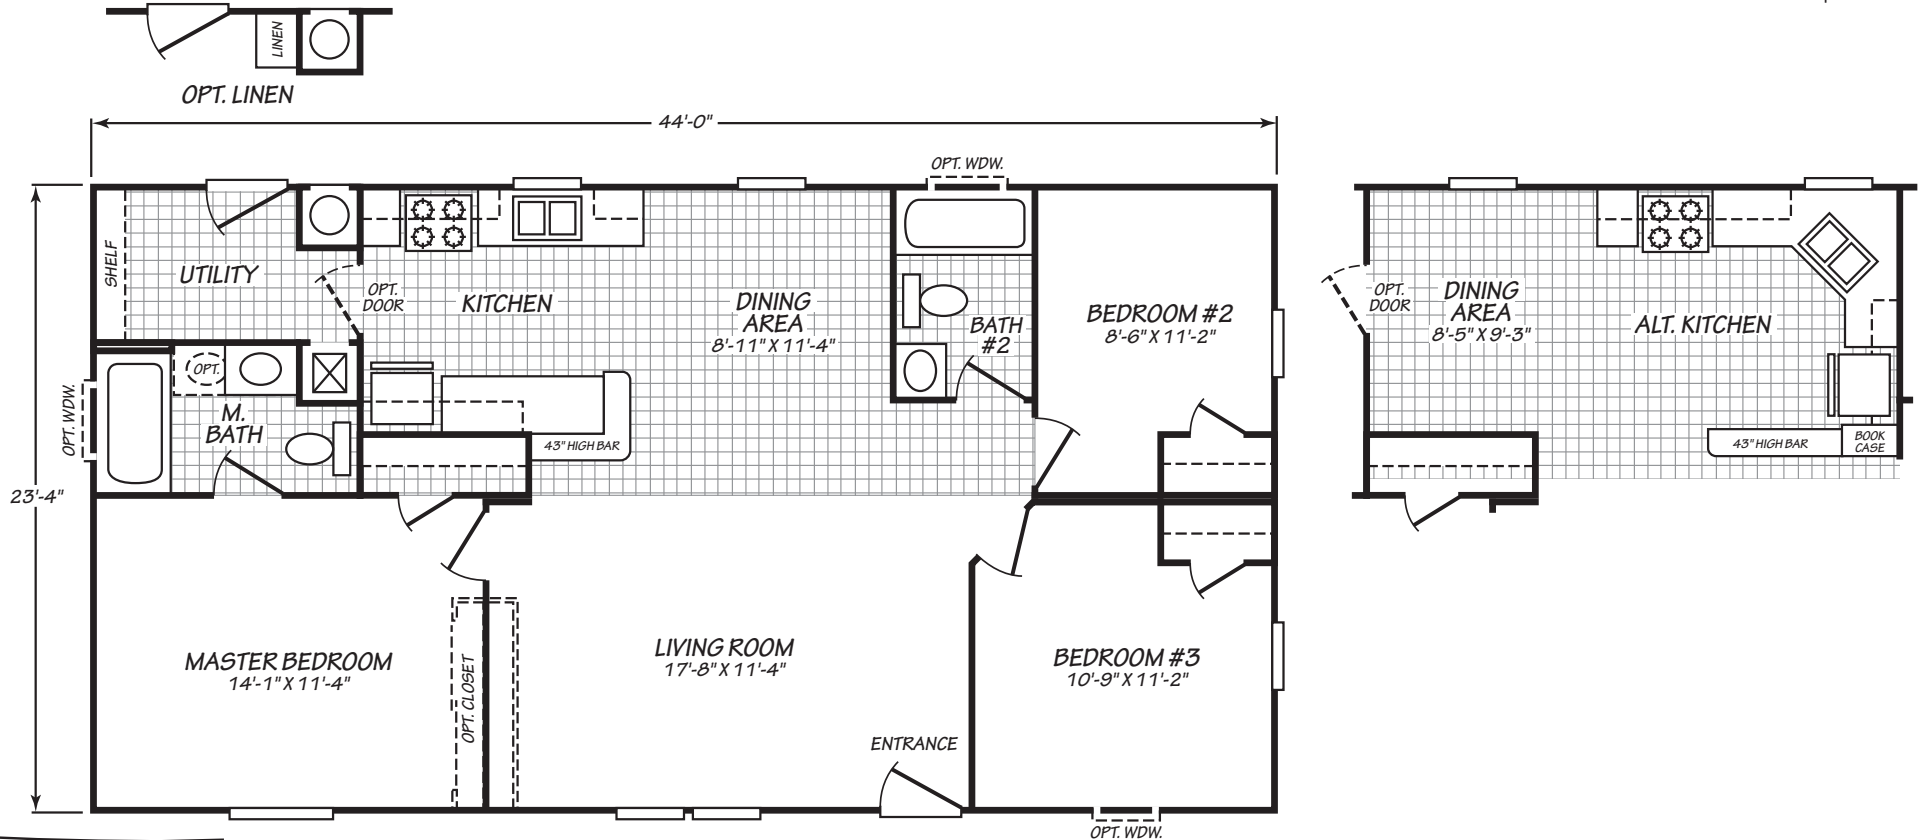 LINEN
OPT. LINEN
44'-0"
OPT. WDW.
SHELF
UTILITY
OPT.
DOOR
KITCHEN
DINING
AREA
8'-11" X 11'-4"
BATH
#2
BEDROOM #2
8'-6" X 11'-2"
OPT.
DOOR
DINING
AREA
8'-5" X 9'-3"
ALT. KITCHEN
OPT. WDW.
OPT.
M.
BATH
43" HIGH BAR
43" HIGH BAR
BOOK
CASE
23'-4"
MASTER BEDROOM
14'-1" X 11'-4"
OPT. CLOSET
LIVING ROOM
17'-8" X 11'-4"
BEDROOM #3
10'-9" X 11'-2"
ENTRANCE
OPT. WDW.